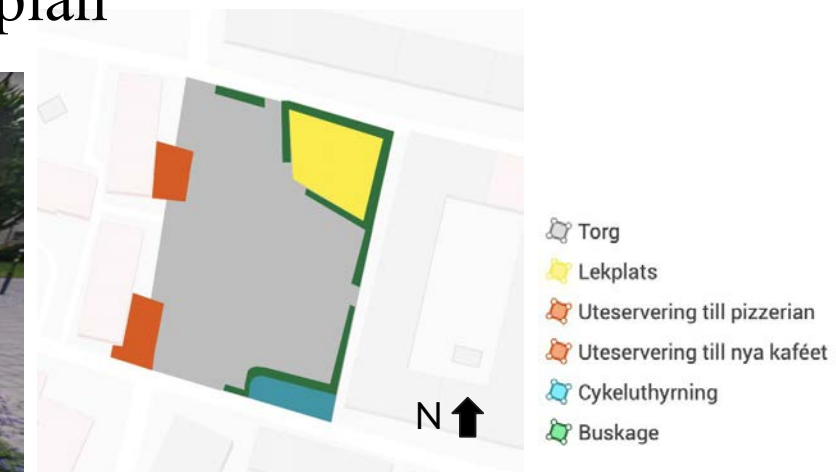 plan
Torg
Lekplats
Uteservering till pizzerian
Uteservering till nya kaféet
Cykeluthyrning
Buskage
N